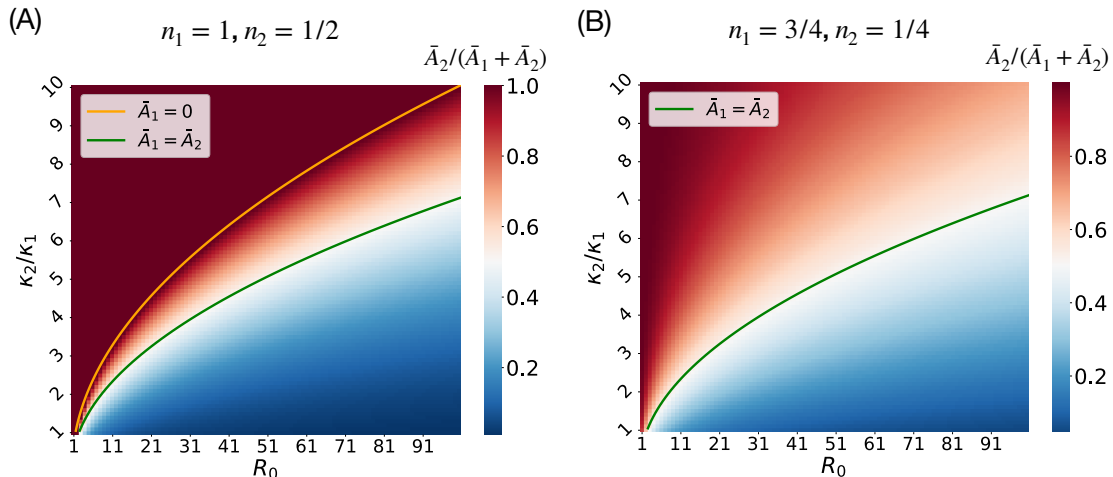 (A)
n₁ = 1, n₂ = 1/2
Ā₂/(Ā₁ + Ā₂)
Ā₁ = 0
Ā₁ = Ā₂
κ₂/κ₁
10
9
8
7
6
5
4
3
2
1
1 11 21 31 41 51 61 71 81 91
R₀
1.0
0.8
0.6
0.4
0.2
(B)
n₁ = 3/4, n₂ = 1/4
Ā₂/(Ā₁ + Ā₂)
Ā₁ = Ā₂
κ₂/κ₁
10
9
8
7
6
5
4
3
2
1
1 11 21 31 41 51 61 71 81 91
R₀
0.8
0.6
0.4
0.2